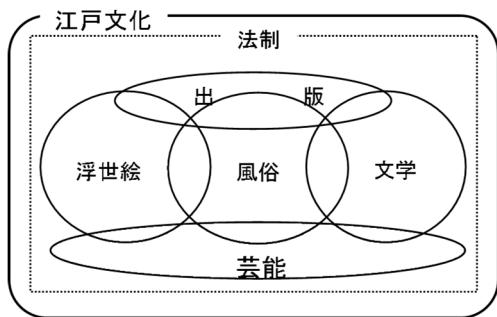 江戸文化
法制
出版
浮世絵 風俗 文学
芸能